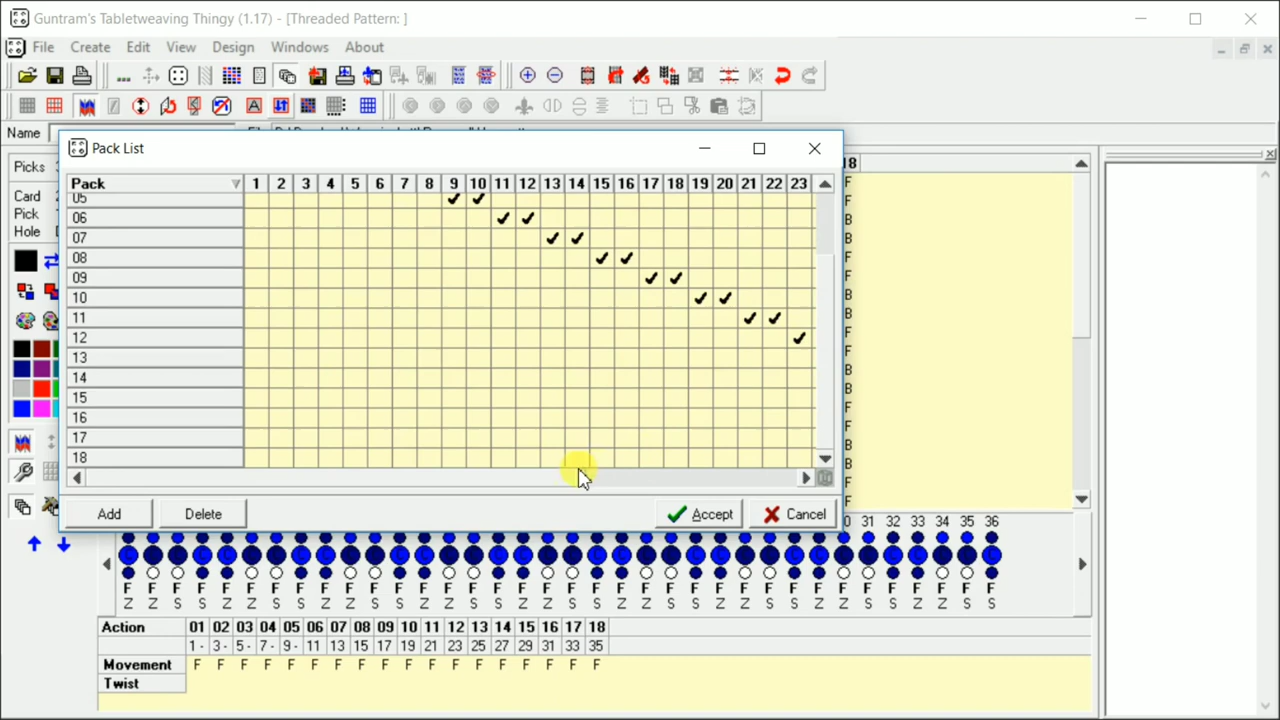 Guntram's Tabletweaving Thingy (1.17) - [Threaded Pattern: ]
File Create Edit View Design Windows About
Name
Pack List
Picks
Card
Pick
Hole
Pack 1 2 3 4 5 6 7 8 9 10 11 12 13 14 15 16 17 18 19 20 21 22 23
05
06
07
08
09
10
11
12
13
14
15
16
17
18
Add Delete Accept Cancel
F
F
B
B
F
F
B
B
F
F
B
B
F
F
B
B
F
F
31 32 33 34 35 36
F F F F F F F F F F F F F F F F F F F F F F F F F F F F F F F F F F F F
Z Z S S Z Z S S Z Z S S Z Z S S Z Z S S Z Z S S Z Z S S Z Z S S Z Z S S
Action 01 02 03 04 05 06 07 08 09 10 11 12 13 14 15 16 17 18
1 - 3 - 5 - 7 - 9 - 11 13 15 17 19 21 23 25 27 29 31 33 35
Movement F F F F F F F F F F F F F F F F F F
Twist